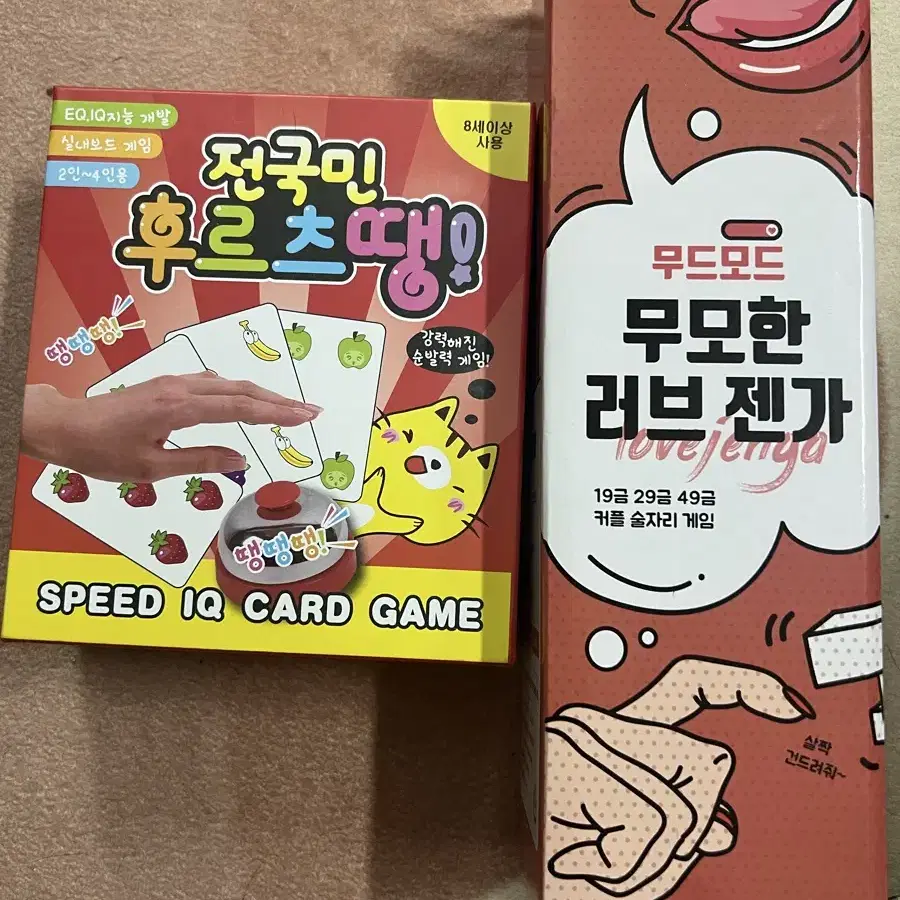 EQ,IQ지능 개발
실내보드 게임
2인~4인용
8세이상
사용
전국민
후르츠땡!
땡땡땡!
강력해진
순발력 게임!
땡땡땡!
SPEED IQ CARD GAME
무드모드
무모한
러브 젠가
lovejenga
19금 29금 49금
커플 술자리 게임
살짝
건드려줘~